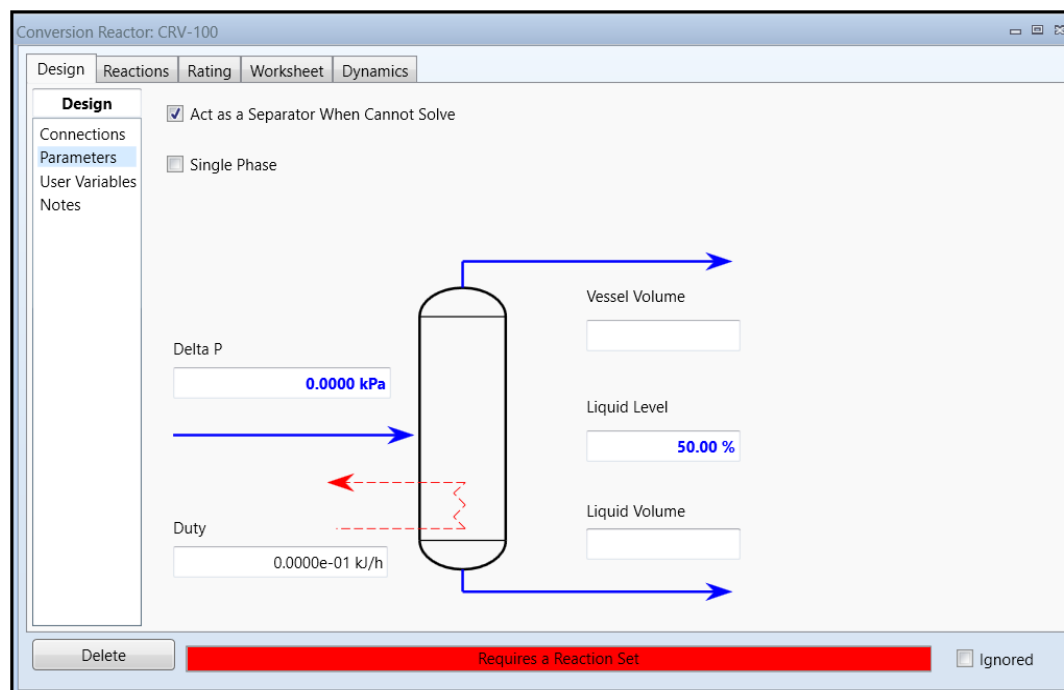 Conversion Reactor: CRV-100
Design Reactions Rating Worksheet Dynamics
Design
Connections
Parameters
User Variables
Notes
Act as a Separator When Cannot Solve
Single Phase
Vessel Volume
Delta P
0.0000 kPa
Liquid Level
50.00 %
Liquid Volume
Duty
0.0000e-01 kJ/h
Delete
Requires a Reaction Set
Ignored